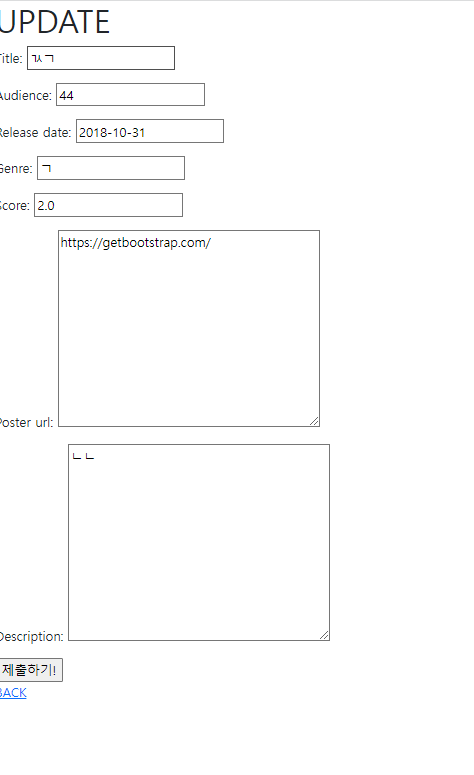 UPDATE
Title: ㄳㄱ
Audience: 44
Release date: 2018-10-31
Genre: ㄱ
Score: 2.0
https://getbootstrap.com/
Poster url:
ㄴㄴ
Description:
제출하기!
BACK